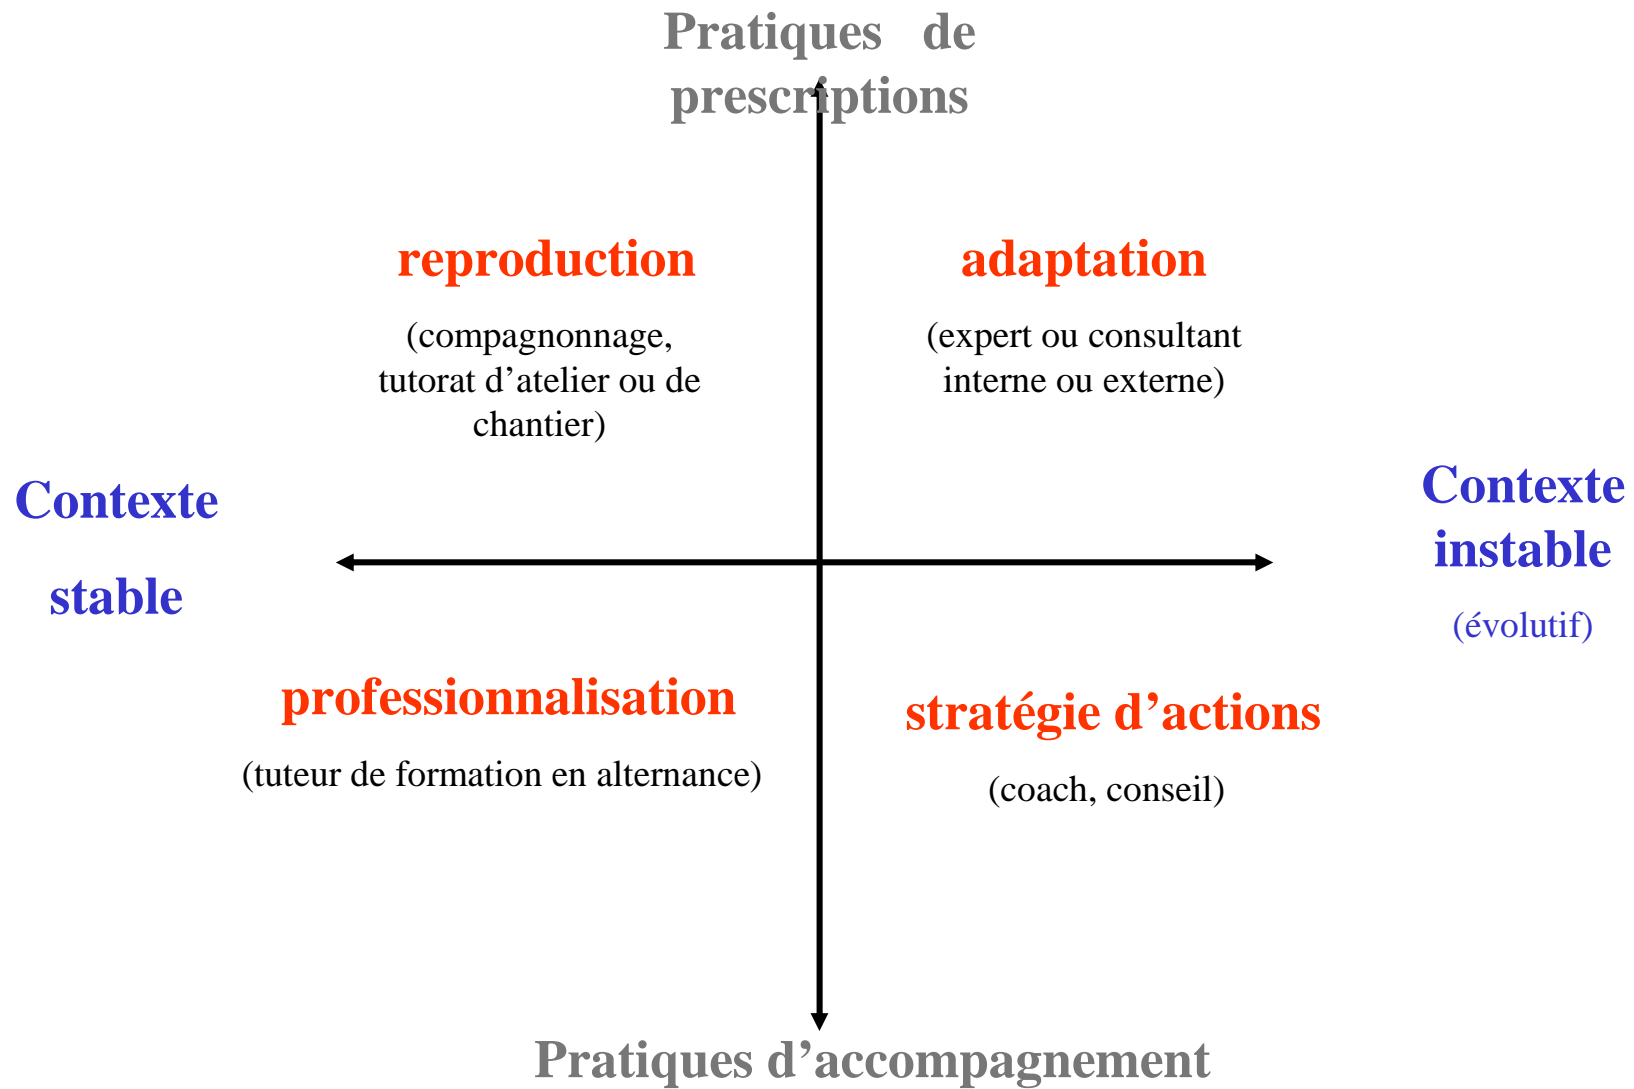 Pratiques de
prescriptions
reproduction
(compagnonnage,
tutorat d’atelier ou de
chantier)
adaptation
(expert ou consultant
interne ou externe)
Contexte
stable
Contexte
instable
(évolutif)
professionnalisation
(tuteur de formation en alternance)
stratégie d’actions
(coach, conseil)
Pratiques d’accompagnement